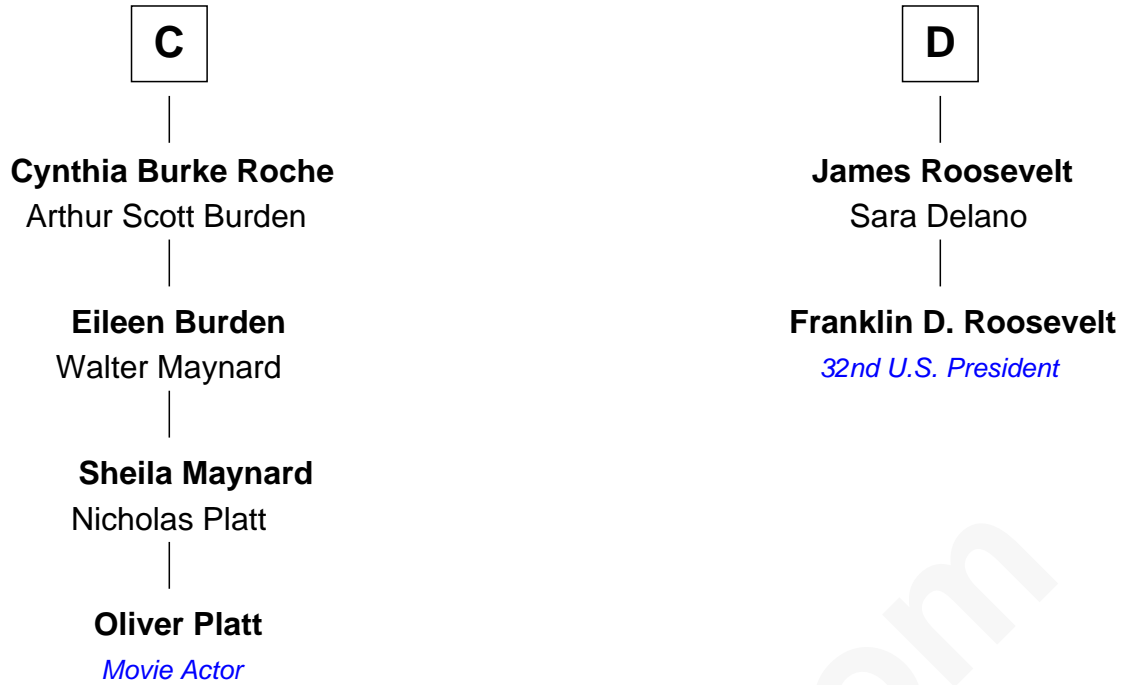 C
Cynthia Burke Roche
Arthur Scott Burden
Eileen Burden
Walter Maynard
Sheila Maynard
Nicholas Platt
Oliver Platt
Movie Actor
D
James Roosevelt
Sara Delano
Franklin D. Roosevelt
32nd U.S. President
om